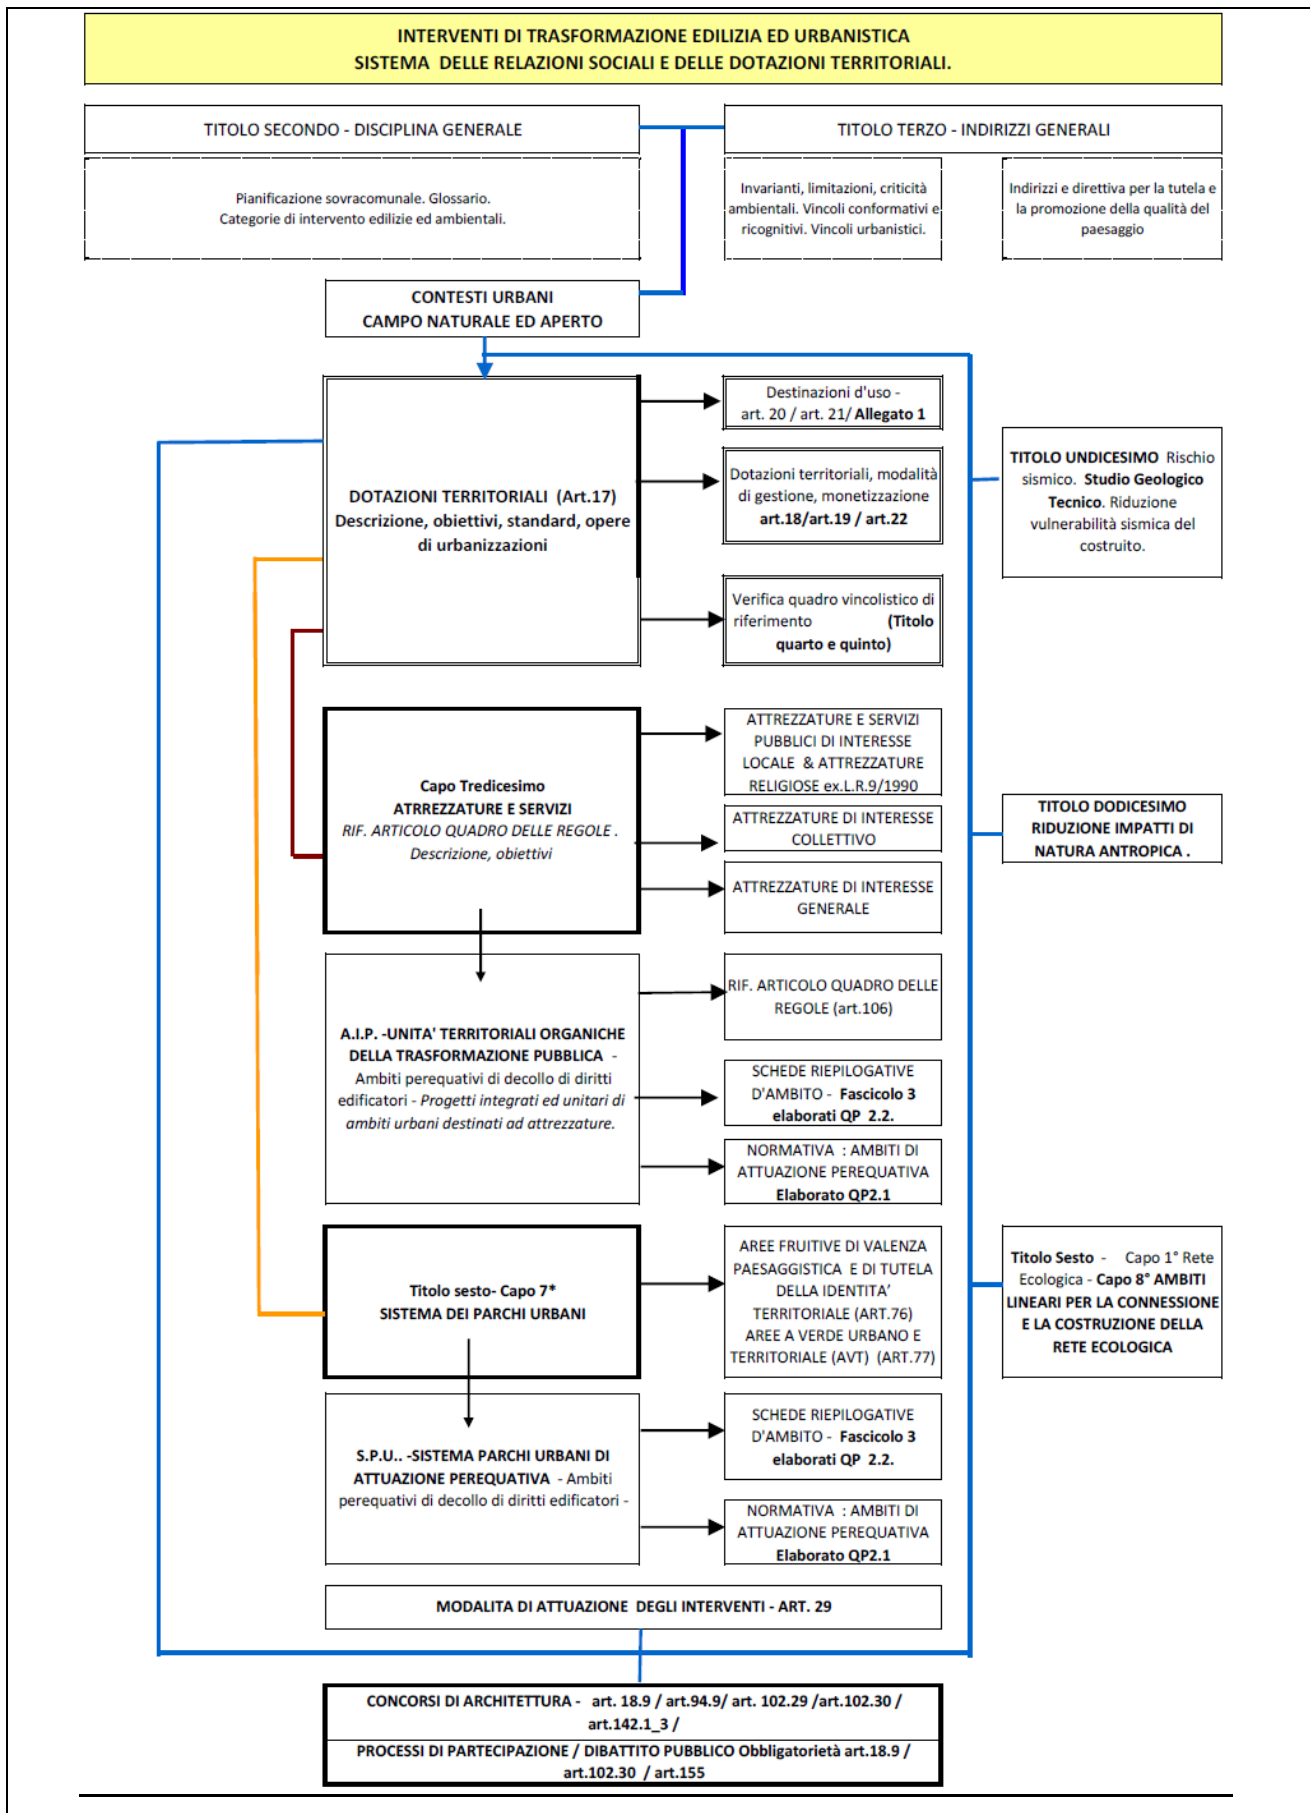 INTERVENTI DI TRASFORMAZIONE EDILIZIA ED URBANISTICA
SISTEMA DELLE RELAZIONI SOCIALI E DELLE DOTAZIONI TERRITORIALI.
TITOLO SECONDO - DISCIPLINA GENERALE
TITOLO TERZO - INDIRIZZI GENERALI
Pianificazione sovracomunale. Glossario.
Categorie di intervento edilizie ed ambientali.
Invarianti, limitazioni, criticità
ambientali. Vincoli conformativi e
ricognitivi. Vincoli urbanistici.
Indirizzi e direttiva per la tutela e
la promozione della qualità del
paesaggio
CONTESTI URBANI
CAMPO NATURALE ED APERTO
DOTAZIONI TERRITORIALI (Art.17)
Descrizione, obiettivi, standard, opere
di urbanizzazioni
Destinazioni d'uso -
art. 20 / art. 21/ Allegato 1
Dotazioni territoriali, modalità
di gestione, monetizzazione
art.18/art.19 / art.22
Verifica quadro vincolistico di
riferimento (Titolo
quarto e quinto)
TITOLO UNDICESIMO Rischio
sismico. Studio Geologico
Tecnico. Riduzione
vulnerabilità sismica del
costruito.
Capo Tredicesimo
ATRREZZATURE E SERVIZI
RIF. ARTICOLO QUADRO DELLE REGOLE .
Descrizione, obiettivi
ATTREZZATURE E SERVIZI
PUBBLICI DI INTERESSE
LOCALE & ATTREZZATURE
RELIGIOSE ex.L.R.9/1990
ATTREZZATURE DI INTERESSE
COLLETTIVO
ATTREZZATURE DI INTERESSE
GENERALE
TITOLO DODICESIMO
RIDUZIONE IMPATTI DI
NATURA ANTROPICA .
A.I.P. -UNITA' TERRITORIALI ORGANICHE
DELLA TRASFORMAZIONE PUBBLICA -
Ambiti perequativi di decollo di diritti
edificatori - Progetti integrati ed unitari di
ambiti urbani destinati ad attrezzature.
RIF. ARTICOLO QUADRO DELLE
REGOLE (art.106)
SCHEDE RIEPILOGATIVE
D'AMBITO - Fascicolo 3
elaborati QP 2.2.
NORMATIVA : AMBITI DI
ATTUAZIONE PEREQUATIVA
Elaborato QP2.1
Titolo sesto- Capo 7*
SISTEMA DEI PARCHI URBANI
AREE FRUITIVE DI VALENZA
PAESAGGISTICA E DI TUTELA
DELLA IDENTITA’
TERRITORIALE (ART.76)
AREE A VERDE URBANO E
TERRITORIALE (AVT) (ART.77)
Titolo Sesto - Capo 1° Rete
Ecologica - Capo 8° AMBITI
LINEARI PER LA CONNESSIONE
E LA COSTRUZIONE DELLA
RETE ECOLOGICA
S.P.U.. -SISTEMA PARCHI URBANI DI
ATTUAZIONE PEREQUATIVA - Ambiti
perequativi di decollo di diritti edificatori -
SCHEDE RIEPILOGATIVE
D'AMBITO - Fascicolo 3
elaborati QP 2.2.
NORMATIVA : AMBITI DI
ATTUAZIONE PEREQUATIVA
Elaborato QP2.1
MODALITA DI ATTUAZIONE DEGLI INTERVENTI - ART. 29
CONCORSI DI ARCHITETTURA - art. 18.9 / art.94.9/ art. 102.29 /art.102.30 /
art.142.1_3 /
PROCESSI DI PARTECIPAZIONE / DIBATTITO PUBBLICO Obbligatorietà art.18.9 /
art.102.30 / art.155